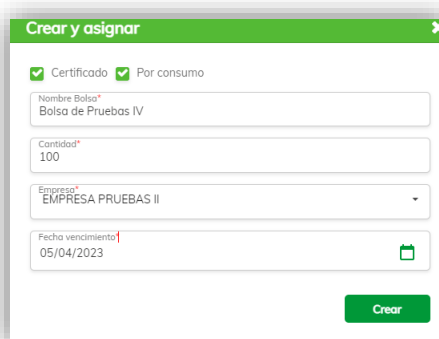 Crear y asignar
Certificado Por consumo
Nombre Bolsa*
Bolsa de Pruebas IV
Cantidad*
100
Empresa*
EMPRESA PRUEBAS II
Fecha vencimiento*
05/04/2023
Crear